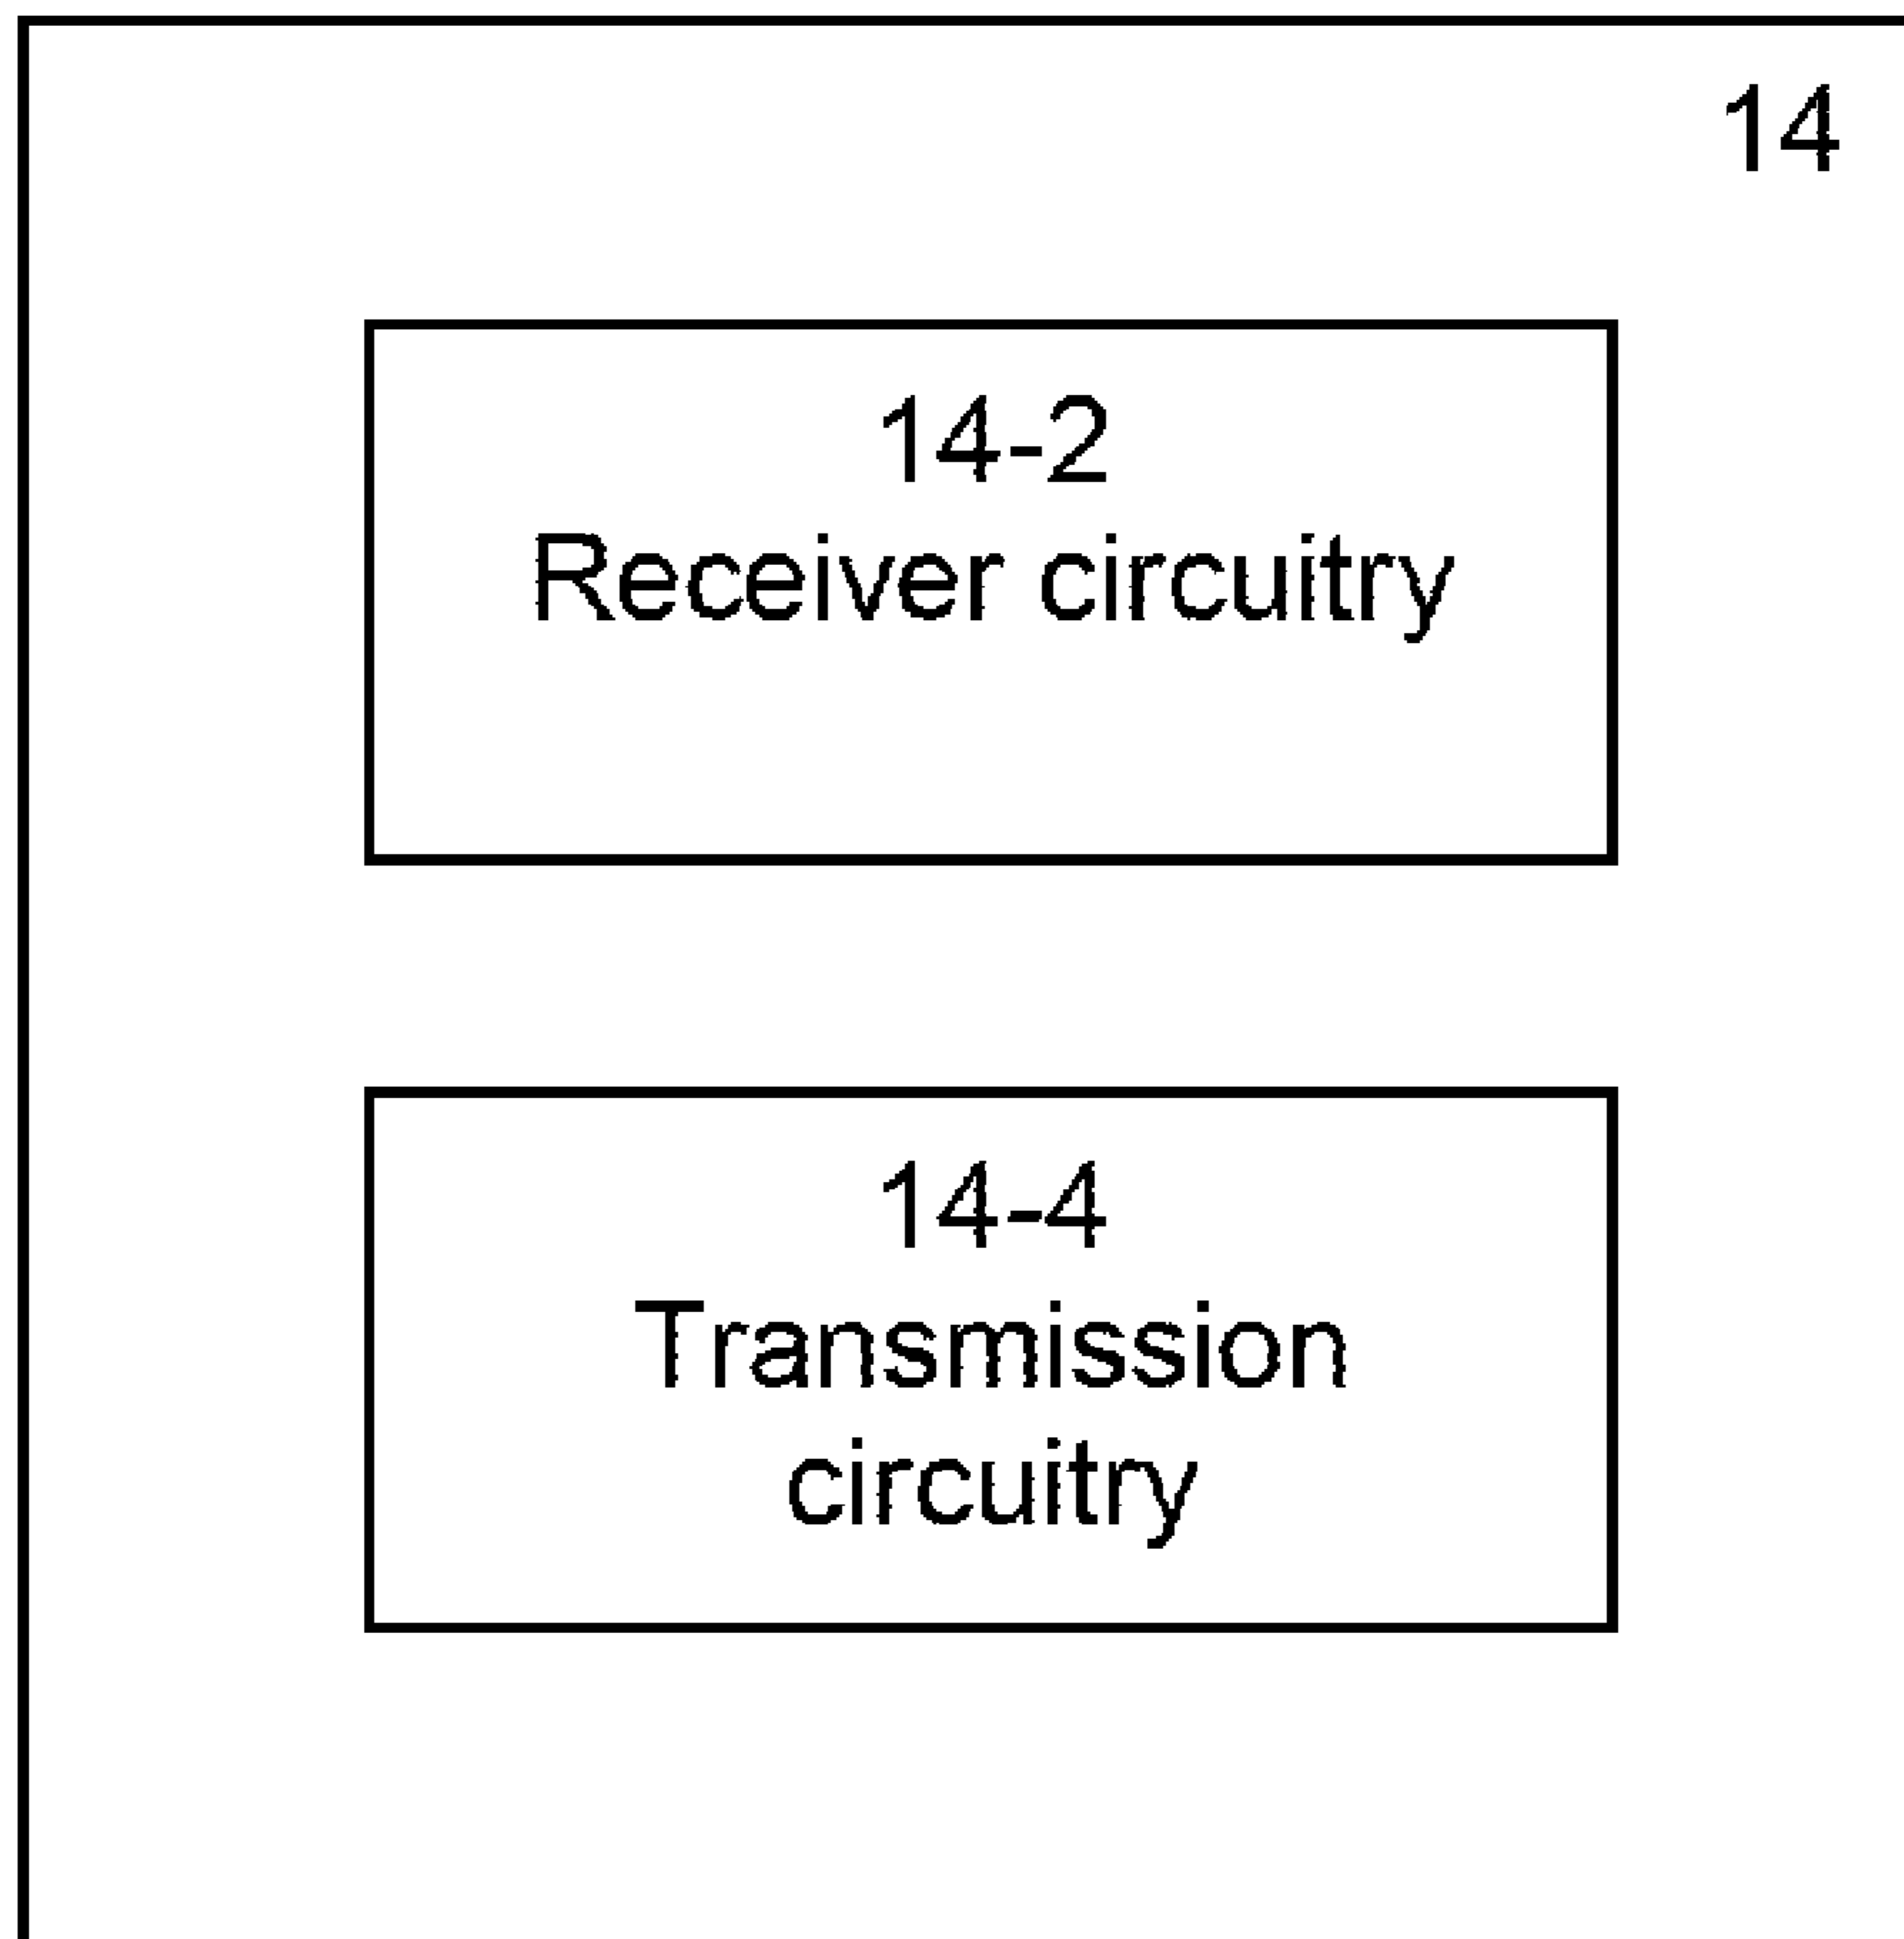 14
14-2
Receiver circuitry
14-4
Transmission
circuitry